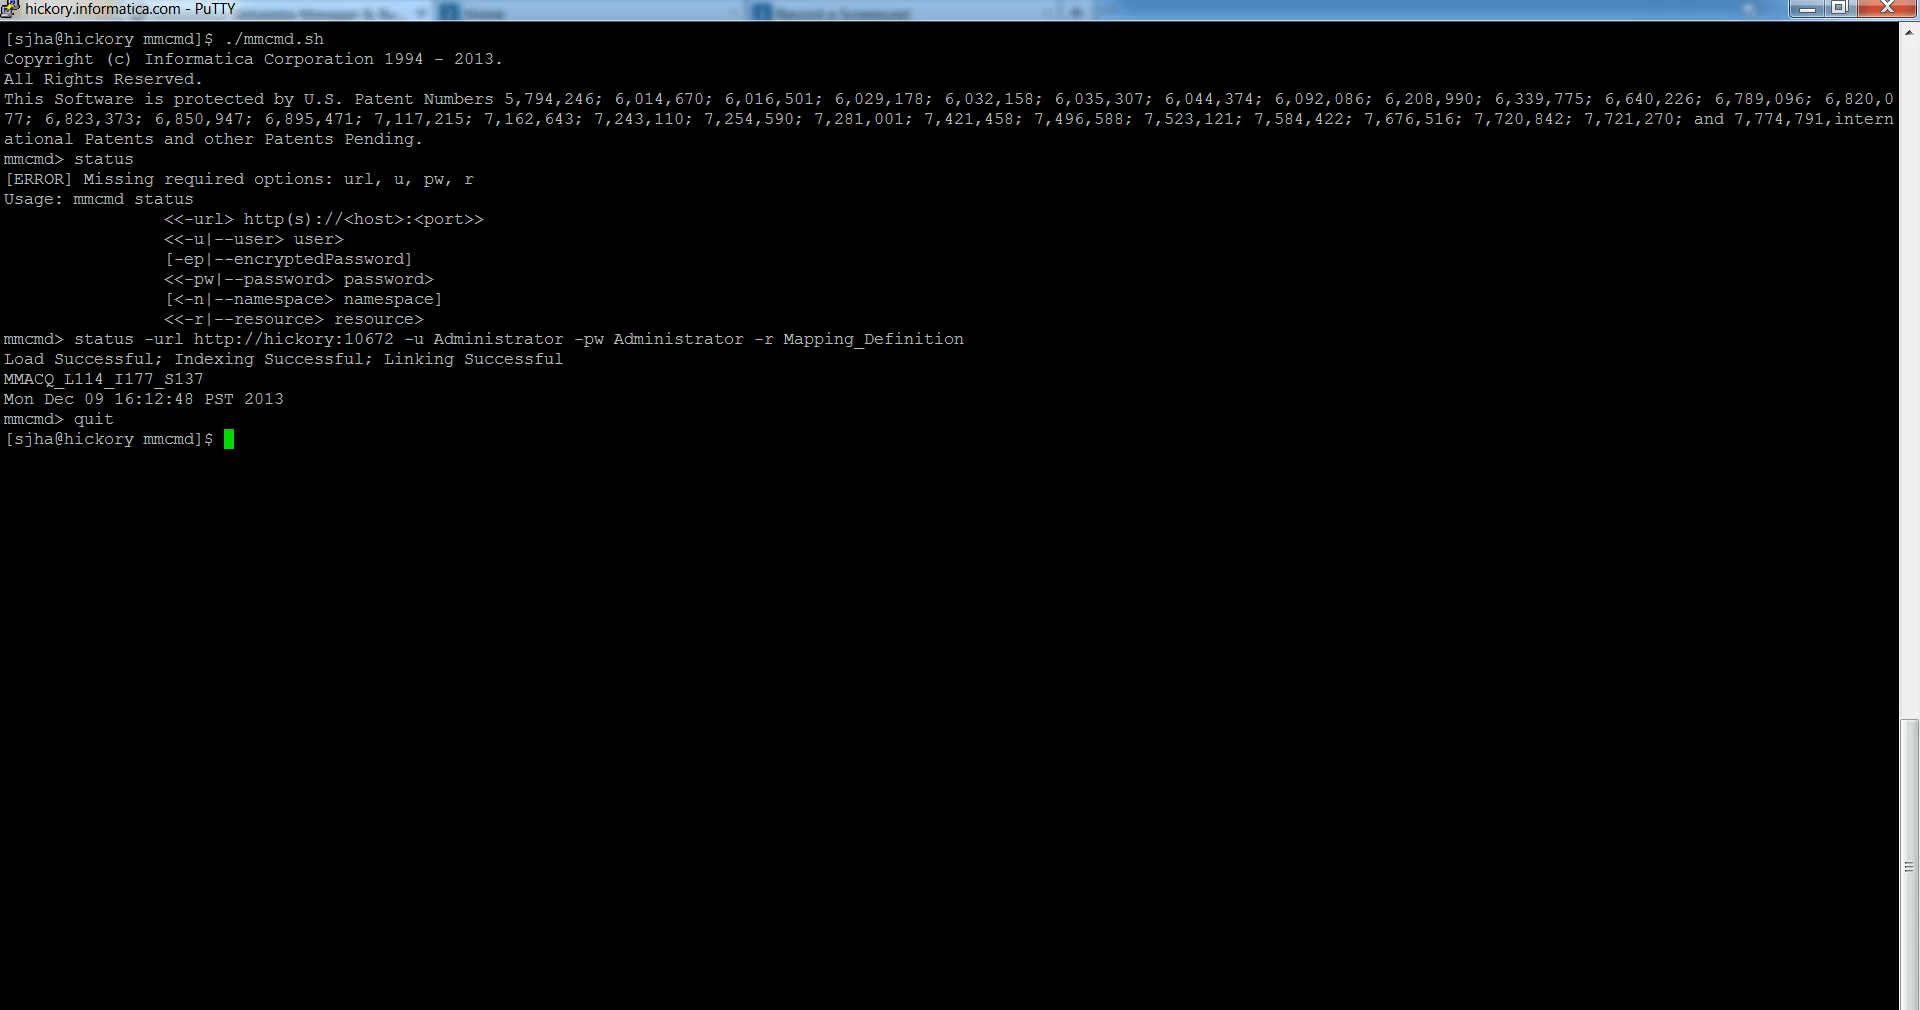 hickory.informatica.com - PuTTY
[sjha@hickory mmcmd]$ ./mmcmd.sh
Copyright (c) Informatica Corporation 1994 - 2013.
All Rights Reserved.
This Software is protected by U.S. Patent Numbers 5,794,246; 6,014,670; 6,016,501; 6,029,178; 6,032,158; 6,035,307; 6,044,374; 6,092,086; 6,208,990; 6,339,775; 6,640,226; 6,789,096; 6,820,0
77; 6,823,373; 6,850,947; 6,895,471; 7,117,215; 7,162,643; 7,243,110; 7,254,590; 7,281,001; 7,421,458; 7,496,588; 7,523,121; 7,584,422; 7,676,516; 7,720,842; 7,721,270; and 7,774,791,intern
ational Patents and other Patents Pending.
mmcmd> status
[ERROR] Missing required options: url, u, pw, r
Usage: mmcmd status
<<-url> http(s)://<host>:<port>>
<<-u|--user> user>
[-ep|--encryptedPassword]
<<-pw|--password> password>
[<-n|--namespace> namespace]
<<-r|--resource> resource>
mmcmd> status -url http://hickory:10672 -u Administrator -pw Administrator -r Mapping_Definition
Load Successful; Indexing Successful; Linking Successful
MMACQ_L114_I177_S137
Mon Dec 09 16:12:48 PST 2013
mmcmd> quit
[sjha@hickory mmcmd]$